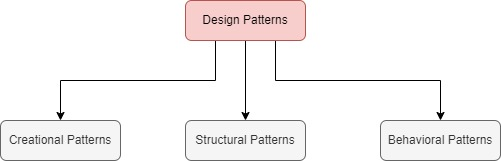 Design Patterns
Creational Patterns
Structural Patterns
Behavioral Patterns